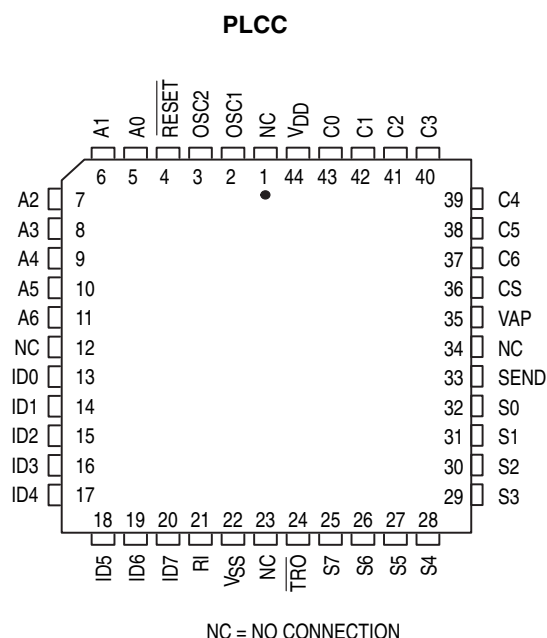 PLCC
A1 A0 RESET OSC2 OSC1 NC VDD C0 C1 C2 C3
6 5 4 3 2 1 44 43 42 41 40
A2 7 39 C4
A3 8 38 C5
A4 9 37 C6
A5 10 36 CS
A6 11 35 VAP
NC 12 34 NC
ID0 13 33 SEND
ID1 14 32 S0
ID2 15 31 S1
ID3 16 30 S2
ID4 17 29 S3
18 19 20 21 22 23 24 25 26 27 28
ID5 ID6 ID7 RI VSS NC TRO S7 S6 S5 S4
NC = NO CONNECTION